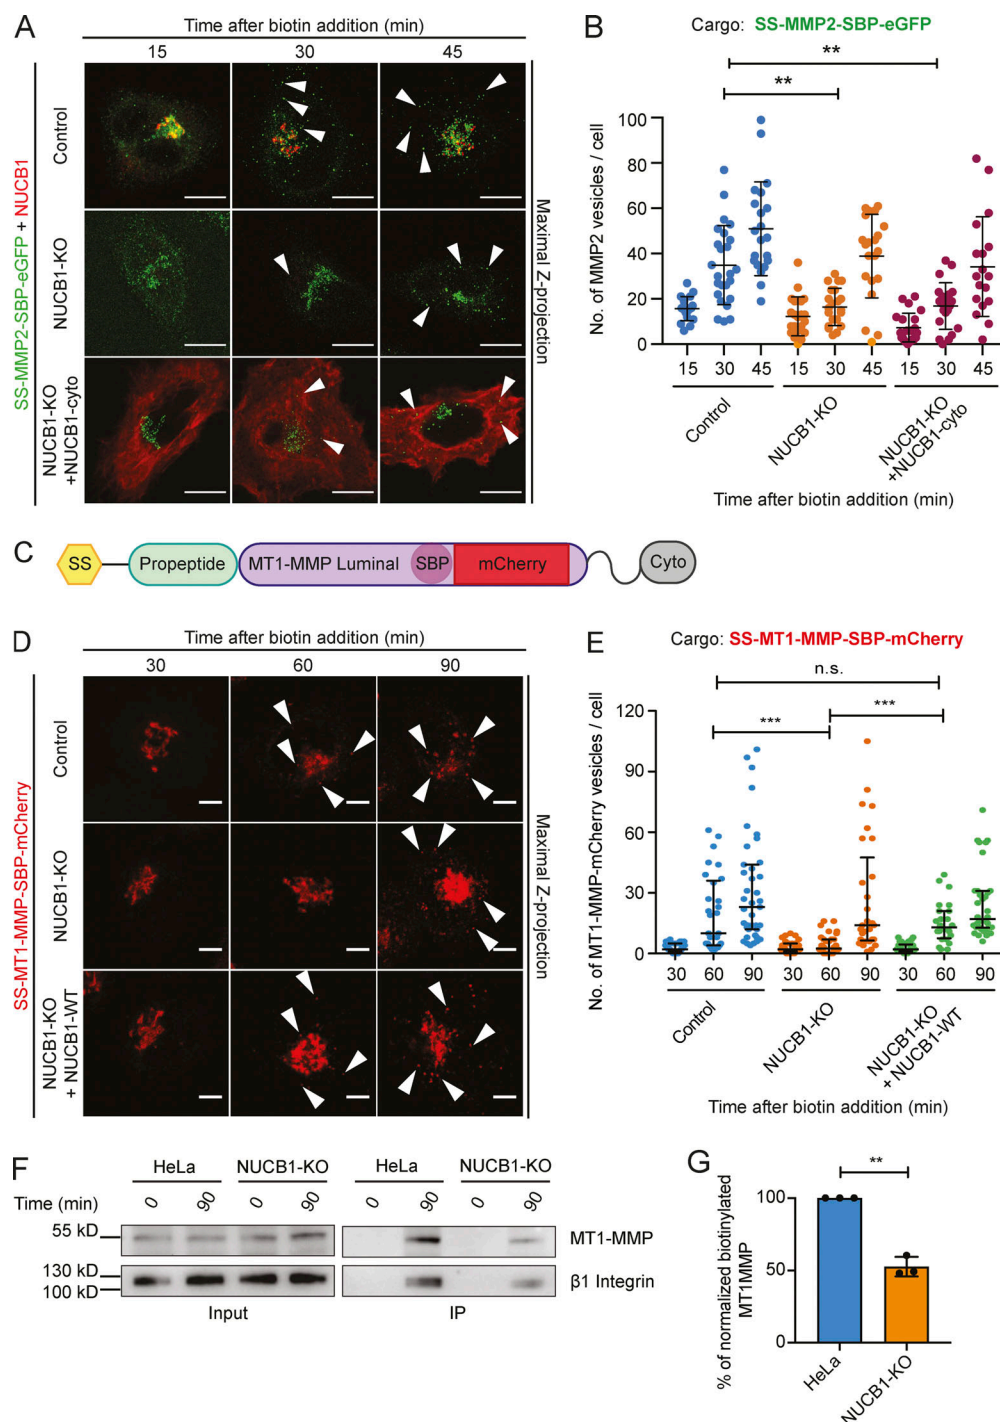 A
Time after biotin addition (min)
15
30
45
SS-MMP2-SBP-eGFP + NUCB1
Control
NUCB1-KO
NUCB1-KO
+NUCB1-cyto
Maximal Z-projection
B
Cargo: SS-MMP2-SBP-eGFP
**
**
No. of MMP2 vesicles / cell
100
80
60
40
20
0
15 30 45 15 30 45 15 30 45
Control
NUCB1-KO
NUCB1-KO
+NUCB1-cyto
Time after biotin addition (min)
C
SS
Propeptide
MT1-MMP Luminal
SBP
mCherry
Cyto
D
Time after biotin addition (min)
30
60
90
SS-MT1-MMP-SBP-mCherry
Control
NUCB1-KO
NUCB1-KO
+ NUCB1-WT
Maximal Z-projection
E
Cargo: SS-MT1-MMP-SBP-mCherry
n.s.
***
***
No. of MT1-MMP-mCherry vesicles / cell
120
90
60
30
0
30 60 90 30 60 90 30 60 90
Control
NUCB1-KO
NUCB1-KO
+ NUCB1-WT
Time after biotin addition (min)
F
HeLa NUCB1-KO HeLa NUCB1-KO
Time (min) 0 90 0 90 0 90 0 90
55 kD
MT1-MMP
130 kD
100 kD
β1 Integrin
Input
IP
G
**
% of normalized biotinylated
MT1MMP
100
50
0
HeLa
NUCB1-KO